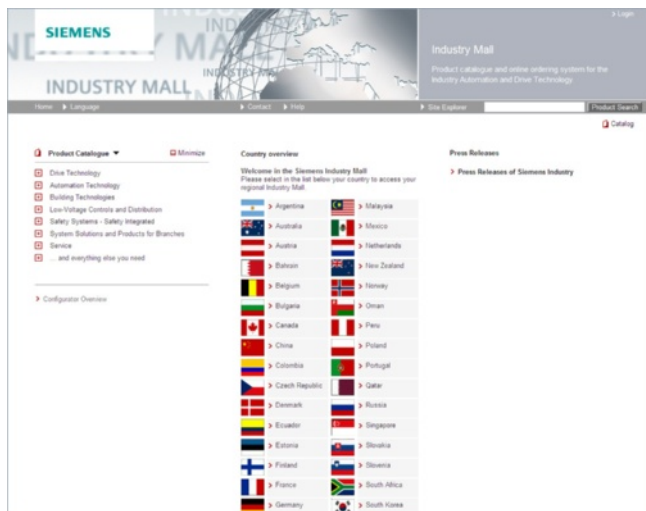 SIEMENS
INDUSTRY MALL
> Login
Industry Mall
Product catalogue and online ordering system for the
Industry Automation and Drive Technology
Home > Language > Contact > Help > Site Explorer Product Search
Catalog
Product Catalogue Minimize
Drive Technology
Automation Technology
Building Technologies
Low-Voltage Controls and Distribution
Safety Systems - Safety Integrated
System Solutions and Products for Branches
Service
... and everything else you need
> Configurator Overview
Country overview
Welcome in the Siemens Industry Mall
Please select in the list below your country to access your
regional Industry Mall
> Argentina > Malaysia
> Australia > Mexico
> Austria > Netherlands
> Bahrain > New Zealand
> Belgium > Norway
> Bulgaria > Oman
> Canada > Peru
> China > Poland
> Colombia > Portugal
> Czech Republic > Qatar
> Denmark > Russia
> Ecuador > Singapore
> Estonia > Slovakia
> Finland > Slovenia
> France > South Africa
> Germany > South Korea
Press Releases
> Press Releases of Siemens Industry